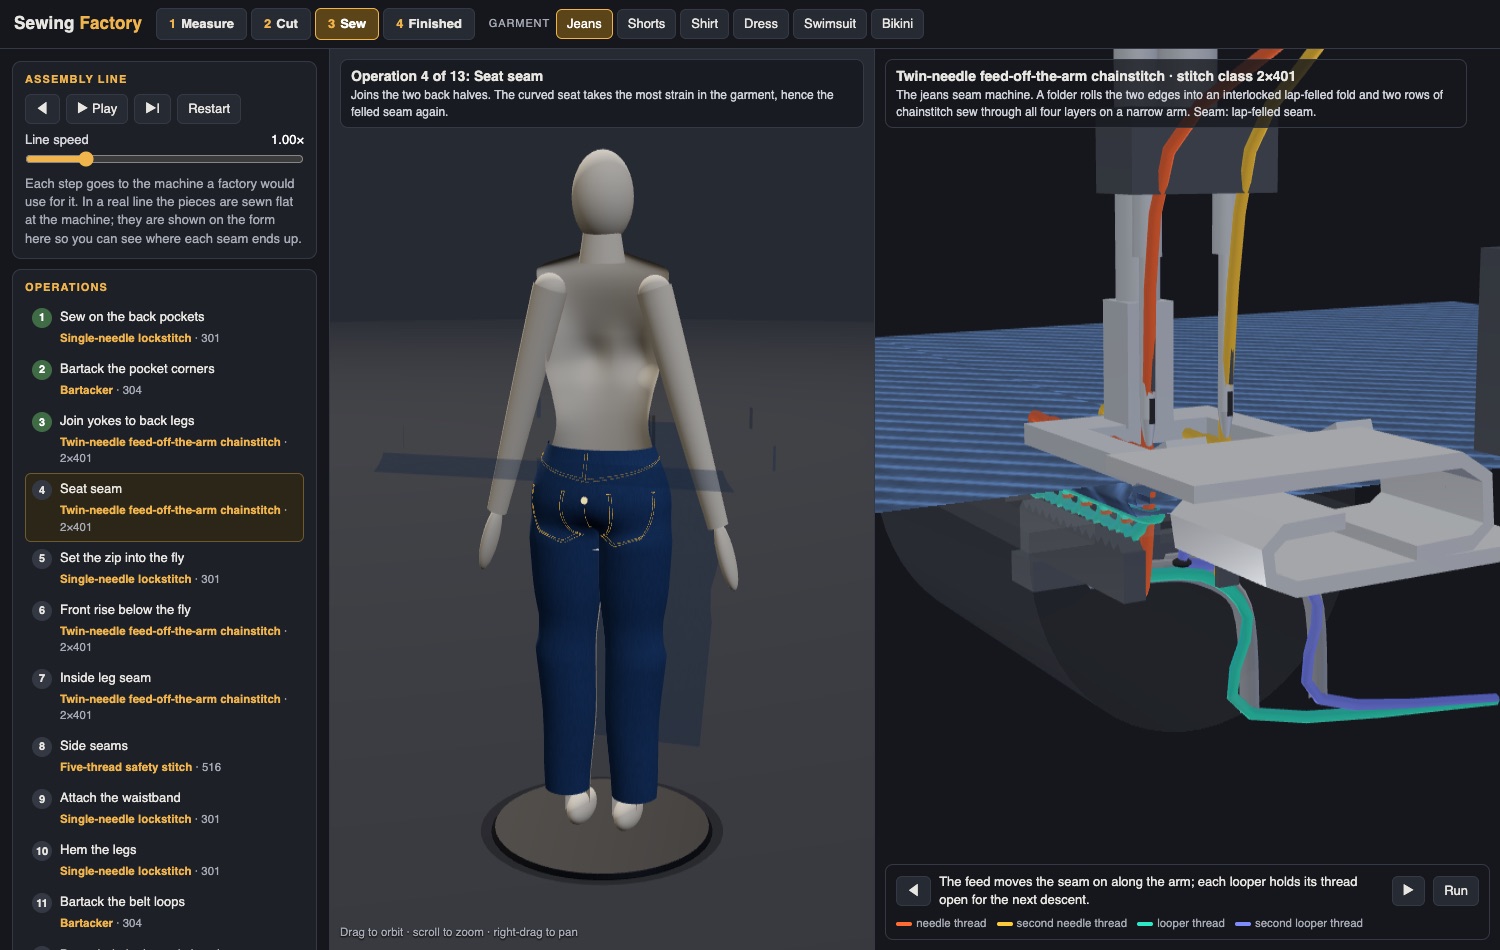 Sewing Factory
1 Measure
2 Cut
3 Sew
4 Finished
GARMENT
Jeans
Shorts
Shirt
Dress
Swimsuit
Bikini
ASSEMBLY LINE
Play
Restart
Line speed
1.00×
Each step goes to the machine a factory would
use for it. In a real line the pieces are sewn flat
at the machine; they are shown on the form
here so you can see where each seam ends up.
OPERATIONS
1 Sew on the back pockets
Single-needle lockstitch · 301
2 Bartack the pocket corners
Bartacker · 304
3 Join yokes to back legs
Twin-needle feed-off-the-arm chainstitch ·
2×401
4 Seat seam
Twin-needle feed-off-the-arm chainstitch ·
2×401
5 Set the zip into the fly
Single-needle lockstitch · 301
6 Front rise below the fly
Twin-needle feed-off-the-arm chainstitch ·
2×401
7 Inside leg seam
Twin-needle feed-off-the-arm chainstitch ·
2×401
8 Side seams
Five-thread safety stitch · 516
9 Attach the waistband
Single-needle lockstitch · 301
10 Hem the legs
Single-needle lockstitch · 301
11 Bartack the belt loops
Bartacker · 304
Operation 4 of 13: Seat seam
Joins the two back halves. The curved seat takes the most strain in the garment, hence the
felled seam again.
Drag to orbit · scroll to zoom · right-drag to pan
Twin-needle feed-off-the-arm chainstitch · stitch class 2×401
The jeans seam machine. A folder rolls the two edges into an interlocked lap-felled fold and two rows of
chainstitch sew through all four layers on a narrow arm. Seam: lap-felled seam.
The feed moves the seam on along the arm; each looper holds its thread
open for the next descent.
Run
needle thread
second needle thread
looper thread
second looper thread